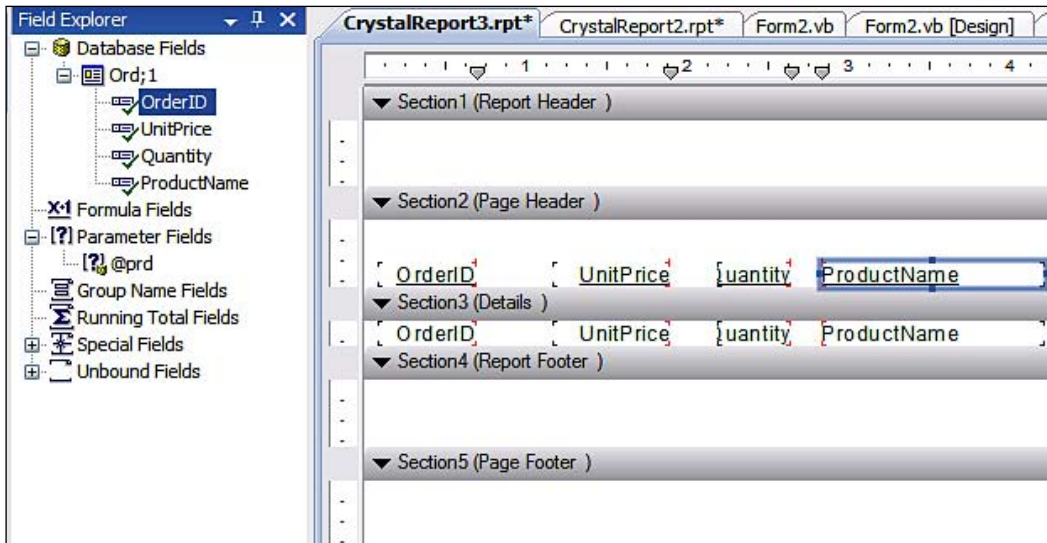 Field Explorer
Database Fields
Ord;1
OrderID
UnitPrice
Quantity
ProductName
Formula Fields
Parameter Fields
@prd
Group Name Fields
Running Total Fields
Special Fields
Unbound Fields
CrystalReport3.rpt* CrystalReport2.rpt* Form2.vb Form2.vb [Design]
1 2 3 4
Section1 (Report Header )
Section2 (Page Header )
OrderID UnitPrice uantity ProductName
Section3 (Details )
OrderID UnitPrice uantity ProductName
Section4 (Report Footer )
Section5 (Page Footer )